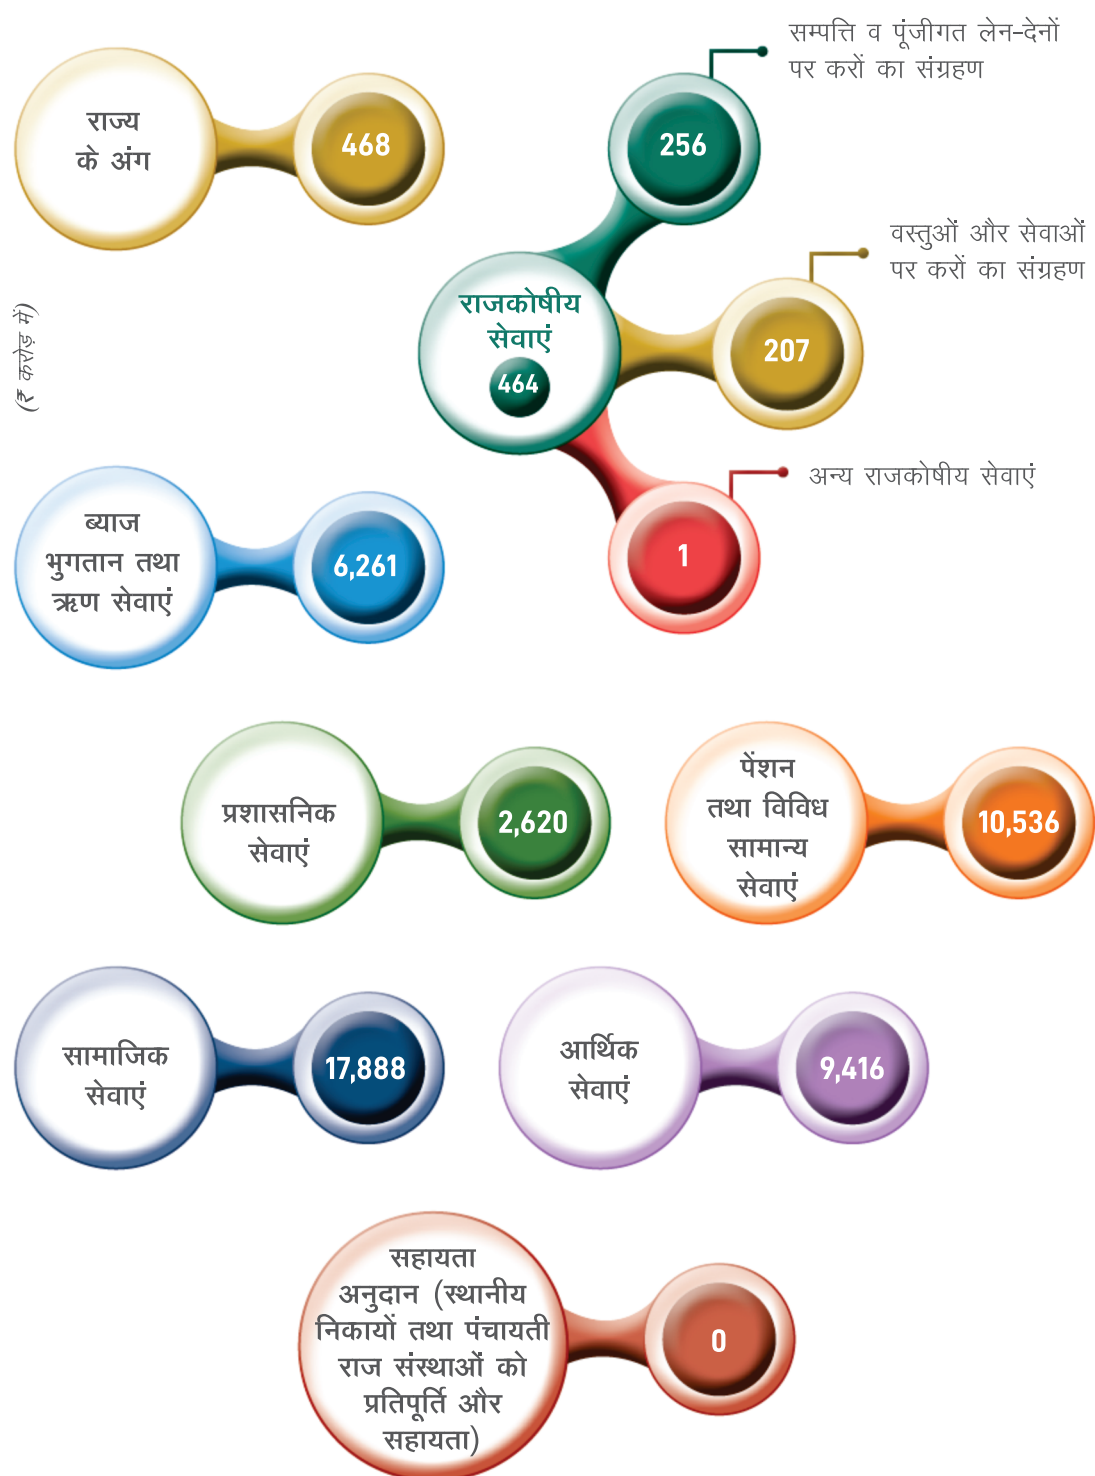 सम्पत्ति व पूंजीगत लेन-देनों
पर करों का संग्रहण
राज्य
के अंग
468
256
वस्तुओं और सेवाओं
पर करों का संग्रहण
(₹ करोड़ में)
राजकोषीय
सेवाएं
464
207
अन्य राजकोषीय सेवाएं
1
ब्याज
भुगतान तथा
ऋण सेवाएं
6,261
प्रशासनिक
सेवाएं
2,620
पेंशन
तथा विविध
सामान्य
सेवाएं
10,536
सामाजिक
सेवाएं
17,888
आर्थिक
सेवाएं
9,416
सहायता
अनुदान (स्थानीय
निकायों तथा पंचायती
राज संस्थाओं को
प्रतिपूर्ति और
सहायता)
0